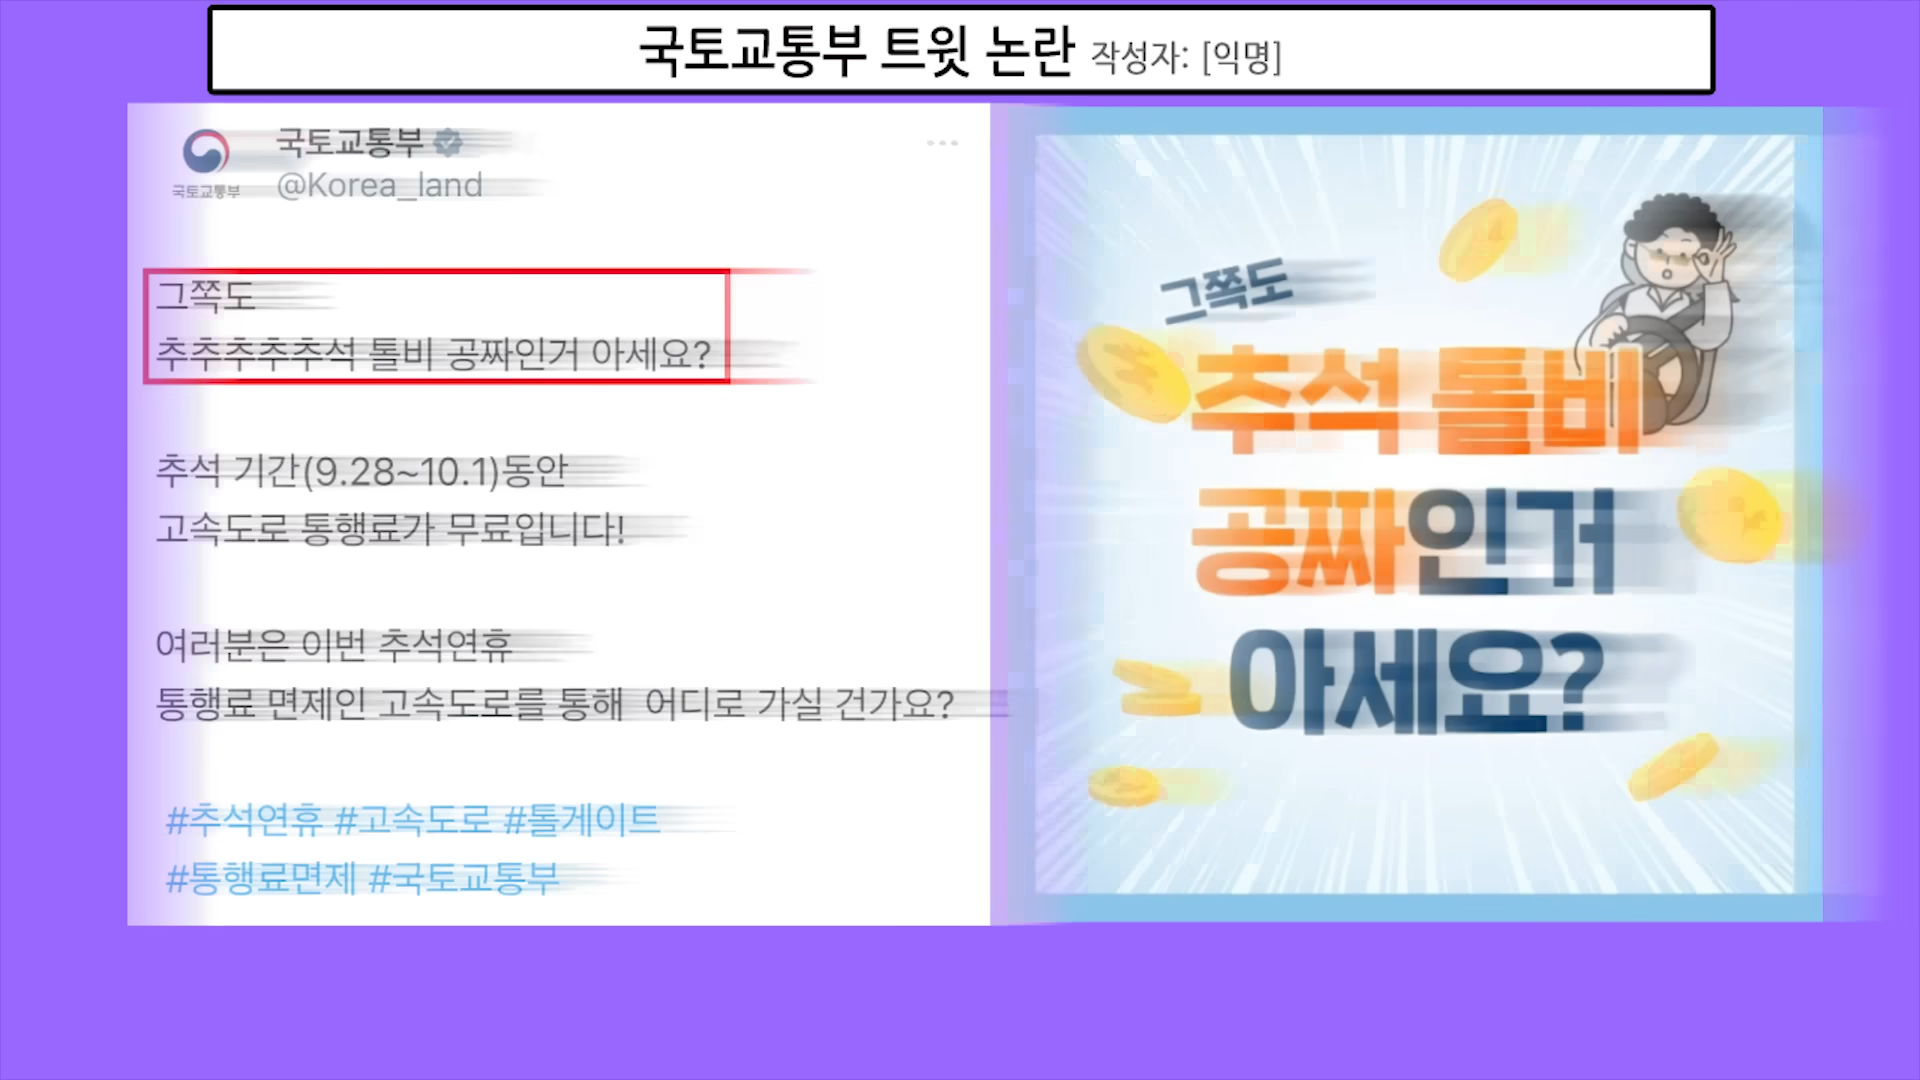 국토교통부 트윗 논란 작성자: [익명]
국토교통부
@Korea_land
국토교통부
그쪽도
추추추추추석 톨비 공짜인거 아세요?
추석 기간(9.28~10.1)동안
고속도로 통행료가 무료입니다!
여러분은 이번 추석연휴
통행료 면제인 고속도로를 통해 어디로 가실 건가요?
#추석연휴 #고속도로 #톨게이트
#통행료면제 #국토교통부
그쪽도
추석 톨비
공짜인거
아세요?